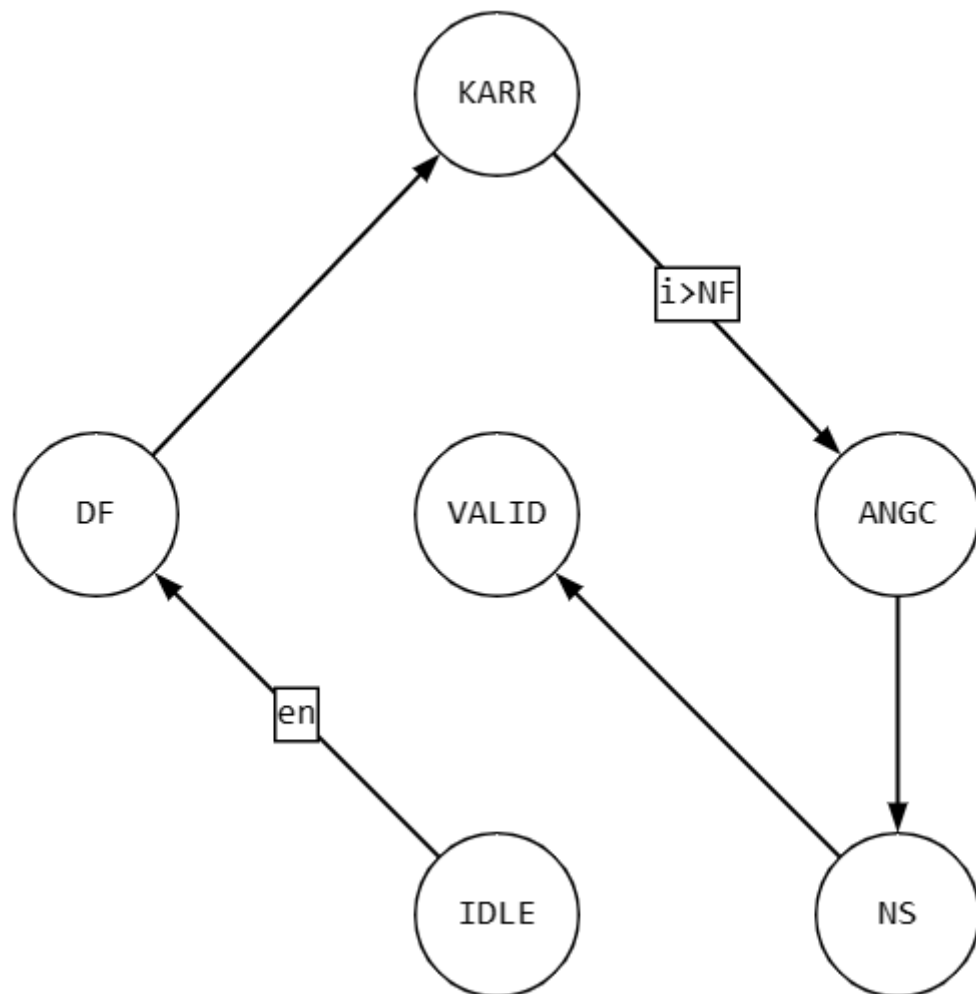 KARR
i>NF
DF
VALID
ANGC
en
IDLE
NS